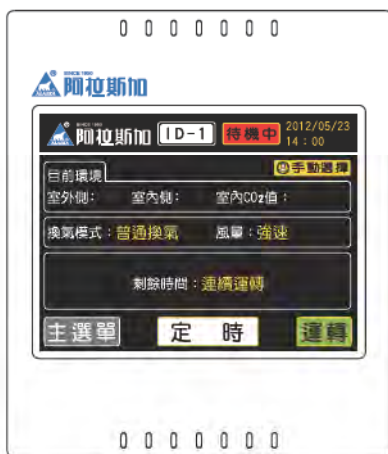 SINCE 1980
ALASKA
阿拉斯加
阿拉斯加 ID-1 待機中 2012/05/23
14:00
目前環境 手動選擇
室外側: 室內側: 室內CO₂值:
換氣模式:普通換氣 風量:強速
剩餘時間:連續運轉
主選單 定 時 運轉